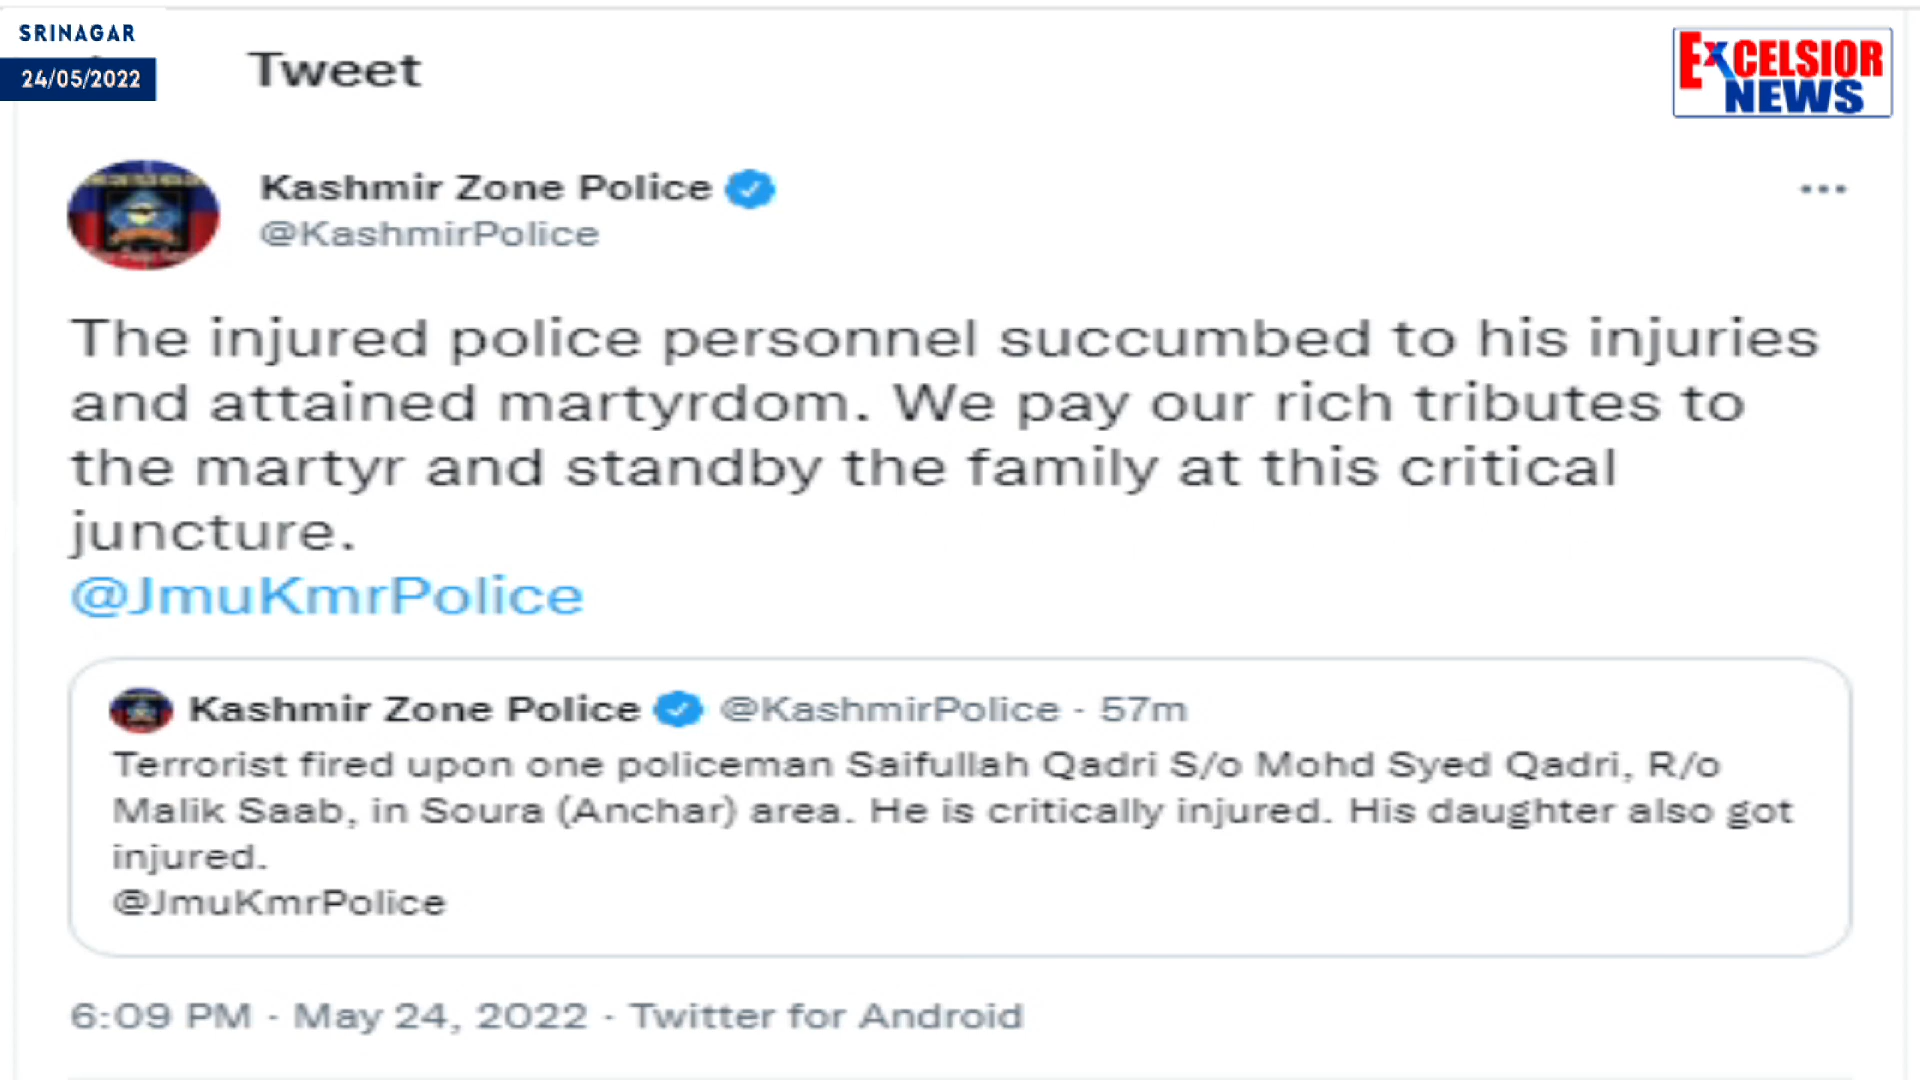 SRINAGAR
24/05/2022
Tweet
EXCELSIOR
NEWS
Kashmir Zone Police
@KashmirPolice
The injured police personnel succumbed to his injuries
and attained martyrdom. We pay our rich tributes to
the martyr and standby the family at this critical
juncture.
@JmuKmrPolice
Kashmir Zone Police @KashmirPolice · 57m
Terrorist fired upon one policeman Saifullah Qadri S/o Mohd Syed Qadri, R/o
Malik Saab, in Soura (Anchar) area. He is critically injured. His daughter also got
injured.
@JmuKmrPolice
6:09 PM · May 24, 2022 · Twitter for Android